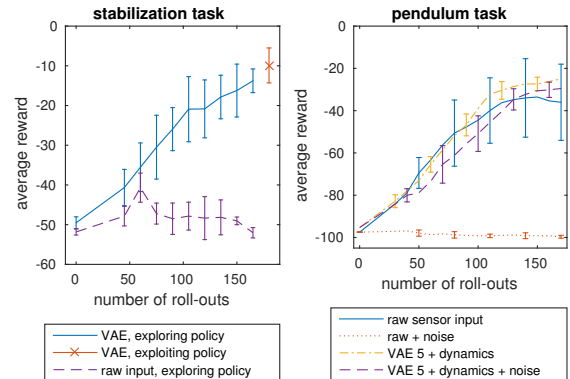 stabilization task
0
-10
-20
-30
-40
-50
-60
average reward
0 50 100 150
number of roll-outs
VAE, exploring policy
VAE, exploiting policy
raw input, exploring policy
pendulum task
0
-20
-40
-60
-80
-100
average reward
0 50 100 150
number of roll-outs
raw sensor input
raw + noise
VAE 5 + dynamics
VAE 5 + dynamics + noise